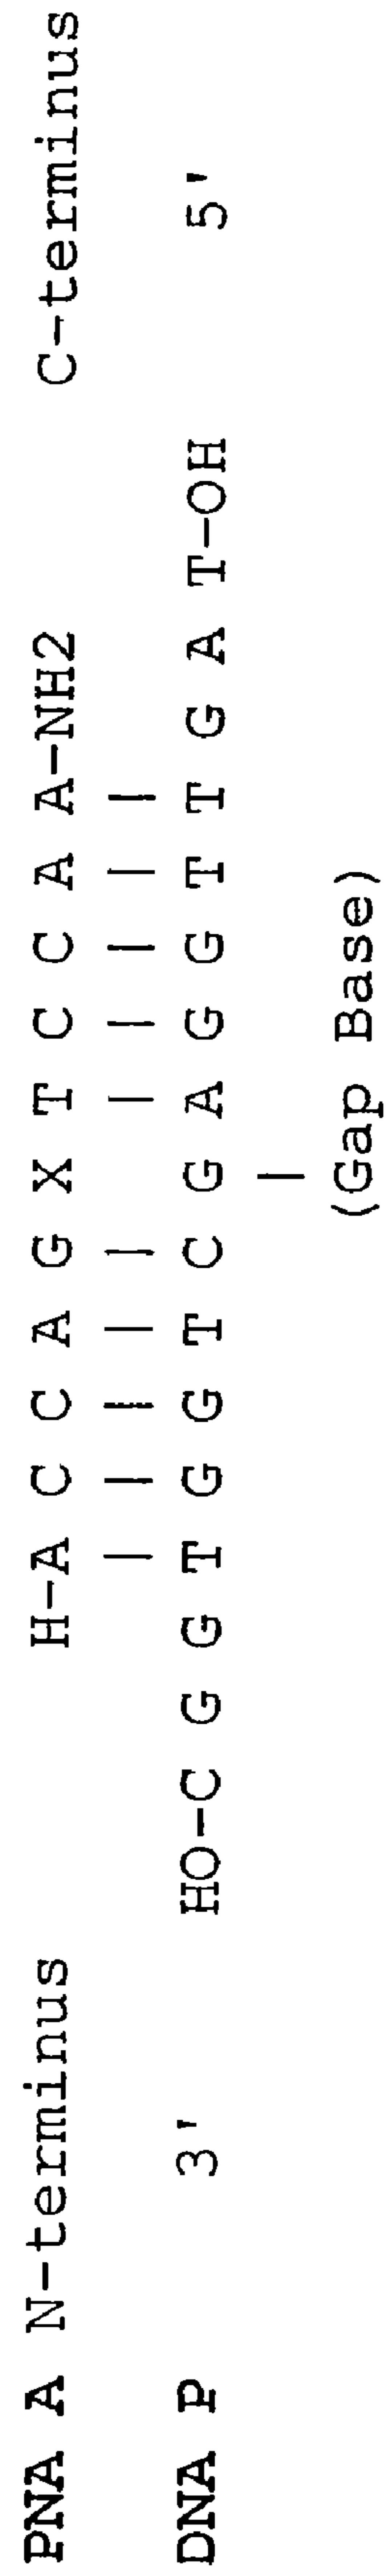 PNA A N-terminus H-A C C A G X T C C A A-NH2 C-terminus
| | | | | | | | | |
DNA P 3' HO-C G G T G G T C G A G G T T G A T-OH 5'
|
(Gap Base)